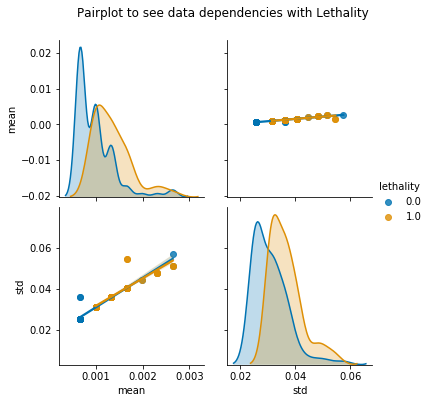 Pairplot to see data dependencies with Lethality
0.02
0.01
0.00
−0.01
−0.02
mean
lethality
0.0
1.0
0.06
0.04
0.02
std
0.001 0.002 0.003
0.02 0.04 0.06
mean
std